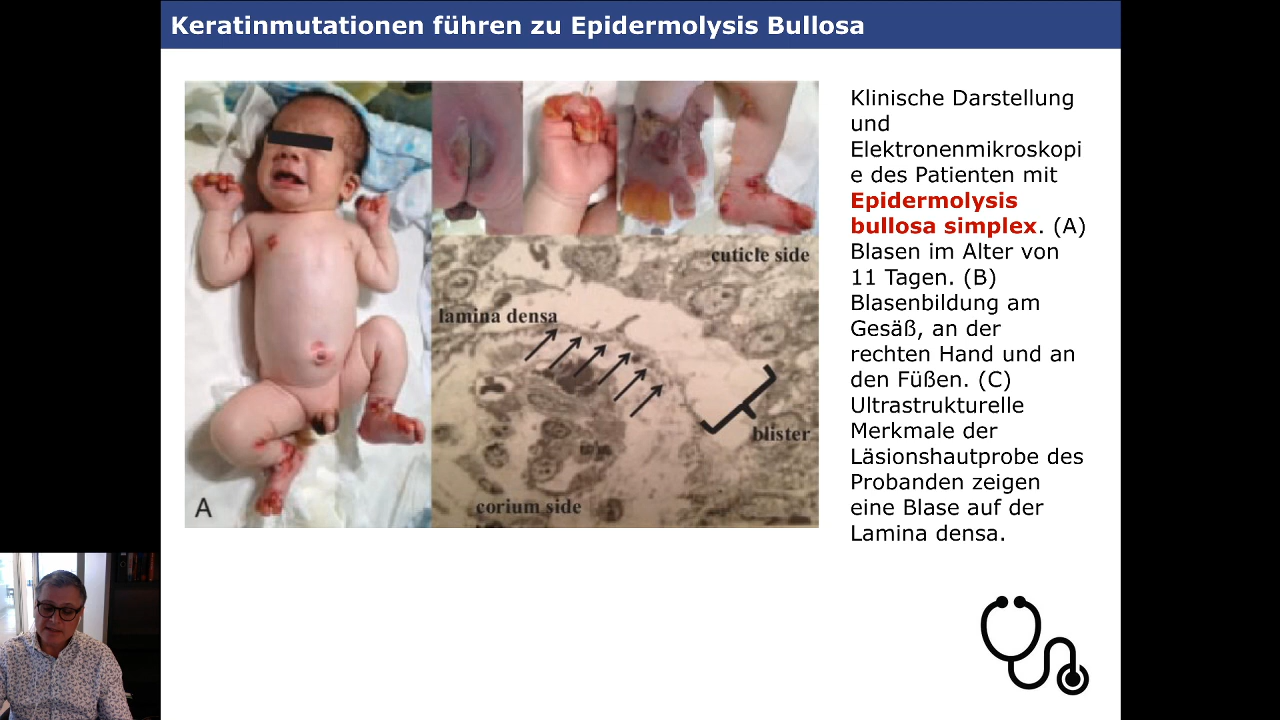 Keratinmutationen führen zu Epidermolysis Bullosa
Klinische Darstellung
und
Elektronenmikroskopi
e des Patienten mit
Epidermolysis
bullosa simplex. (A)
Blasen im Alter von
11 Tagen. (B)
Blasenbildung am
Gesäß, an der
rechten Hand und an
den Füßen. (C)
Ultrastrukturelle
Merkmale der
Läsionshautprobe des
Probanden zeigen
eine Blase auf der
Lamina densa.
cuticle side
lamina densa
blister
corium side
A